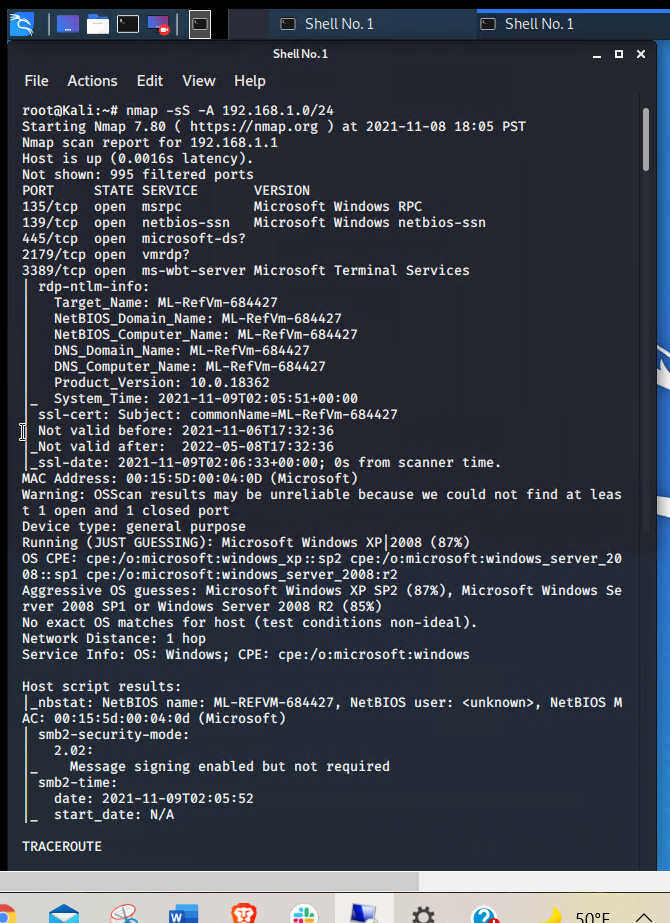 Shell No. 1
Shell No. 1
Shell No. 1
File Actions Edit View Help
root@Kali:~# nmap -sS -A 192.168.1.0/24
Starting Nmap 7.80 ( https://nmap.org ) at 2021-11-08 18:05 PST
Nmap scan report for 192.168.1.1
Host is up (0.0016s latency).
Not shown: 995 filtered ports
PORT     STATE SERVICE       VERSION
135/tcp  open  msrpc         Microsoft Windows RPC
139/tcp  open  netbios-ssn   Microsoft Windows netbios-ssn
445/tcp  open  microsoft-ds?
2179/tcp open  vmrdp?
3389/tcp open  ms-wbt-server Microsoft Terminal Services
| rdp-ntlm-info:
|   Target_Name: ML-RefVm-684427
|   NetBIOS_Domain_Name: ML-RefVm-684427
|   NetBIOS_Computer_Name: ML-RefVm-684427
|   DNS_Domain_Name: ML-RefVm-684427
|   DNS_Computer_Name: ML-RefVm-684427
|   Product_Version: 10.0.18362
|_  System_Time: 2021-11-09T02:05:51+00:00
| ssl-cert: Subject: commonName=ML-RefVm-684427
| Not valid before: 2021-11-06T17:32:36
|_Not valid after:  2022-05-08T17:32:36
|_ssl-date: 2021-11-09T02:06:33+00:00; 0s from scanner time.
MAC Address: 00:15:5D:00:04:0D (Microsoft)
Warning: OSScan results may be unreliable because we could not find at leas
t 1 open and 1 closed port
Device type: general purpose
Running (JUST GUESSING): Microsoft Windows XP|2008 (87%)
OS CPE: cpe:/o:microsoft:windows_xp::sp2 cpe:/o:microsoft:windows_server_20
08::sp1 cpe:/o:microsoft:windows_server_2008:r2
Aggressive OS guesses: Microsoft Windows XP SP2 (87%), Microsoft Windows Se
rver 2008 SP1 or Windows Server 2008 R2 (85%)
No exact OS matches for host (test conditions non-ideal).
Network Distance: 1 hop
Service Info: OS: Windows; CPE: cpe:/o:microsoft:windows

Host script results:
|_nbstat: NetBIOS name: ML-REFVM-684427, NetBIOS user: <unknown>, NetBIOS M
AC: 00:15:5d:00:04:0d (Microsoft)
| smb2-security-mode:
|   2.02:
|_    Message signing enabled but not required
| smb2-time:
|   date: 2021-11-09T02:05:52
|_  start_date: N/A

TRACEROUTE
50°F